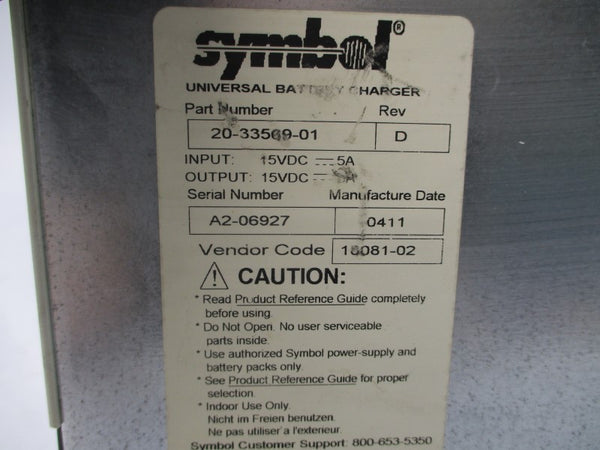 symbol®
UNIVERSAL BATTERY CHARGER
Part Number Rev
20-33569-01 D
INPUT: 15VDC ⎓ 5A
OUTPUT: 15VDC ⎓ A
Serial Number Manufacture Date
A2-06927 0411
Vendor Code 16081-02
⚠ CAUTION:
* Read Product Reference Guide completely
before using.
* Do Not Open. No user serviceable
parts inside.
* Use authorized Symbol power-supply and
battery packs only.
* See Product Reference Guide for proper
selection.
* Indoor Use Only.
Nicht im Freien benutzen.
Ne pas utiliser a l'exterieur.
Symbol Customer Support: 800-653-5350